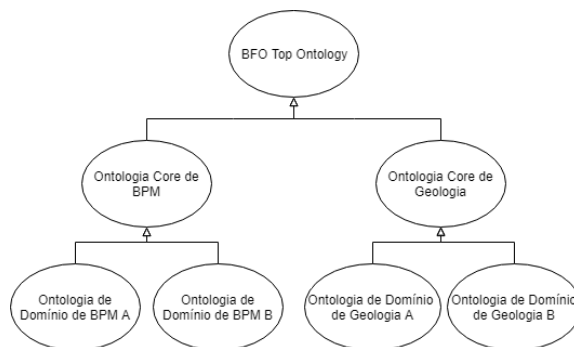 BFO Top Ontology
Ontologia Core de
BPM
Ontologia Core de
Geologia
Ontologia de
Domínio de BPM A
Ontologia de
Domínio de BPM B
Ontologia de Domínio
de Geologia A
Ontologia de Domínio
de Geologia B